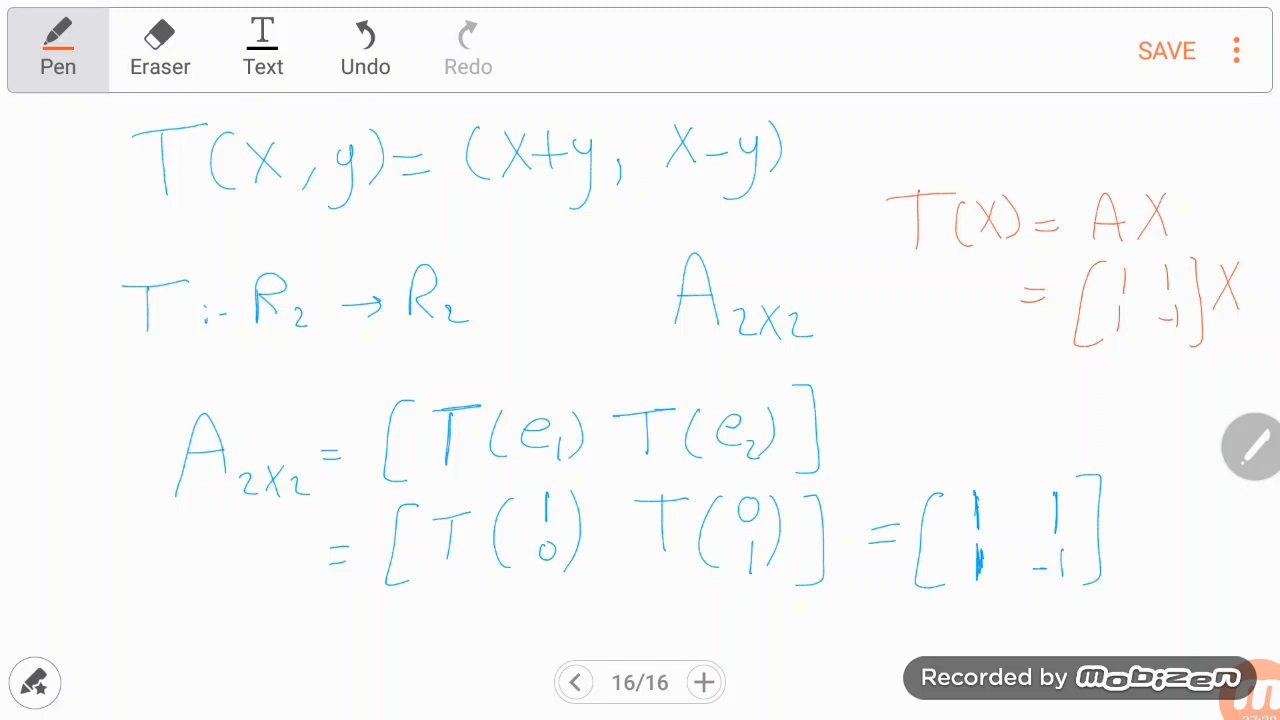 Pen Eraser Text Undo Redo SAVE
T(x, y) = (x+y, x-y)
T(X) = AX
= [1 1 1 -1] X
T :- R2 → R2
A2x2
A2x2 = [T(e1) T(e2)]
= [T(1 0) T(0 1)] = [1 1 1 -1]
16/16
Recorded by mobizen